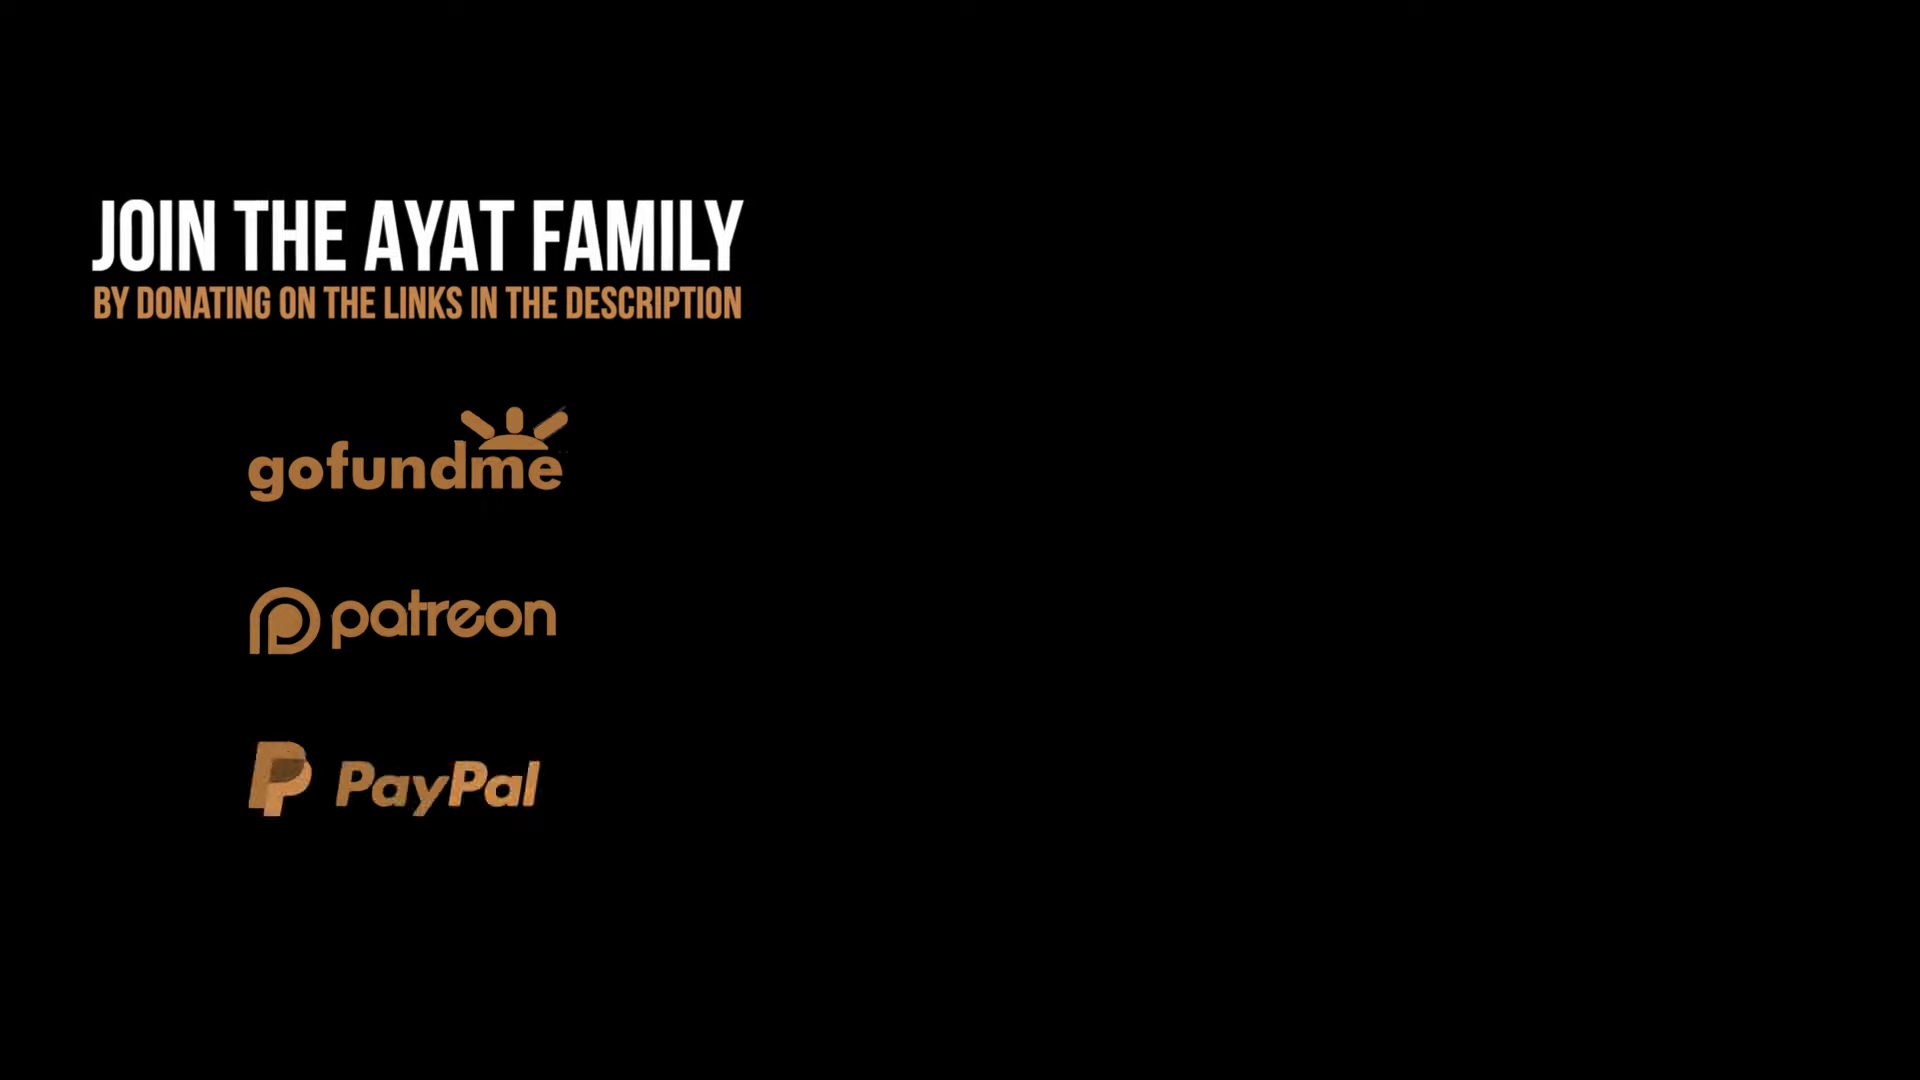 JOIN THE AYAT FAMILY
BY DONATING ON THE LINKS IN THE DESCRIPTION
gofundme
patreon
PayPal